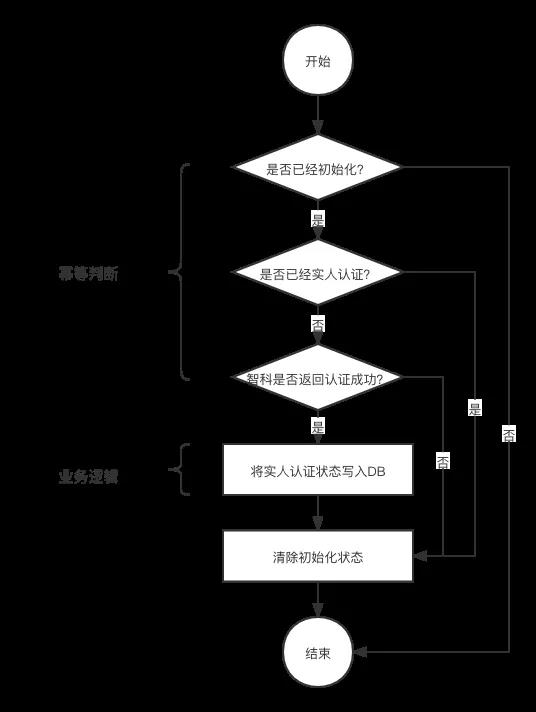 开始
是否已经初始化?
是
是否已经实人认证?
幂等判断
否
智科是否返回认证成功?
是
是
否
否
将实人认证状态写入DB
业务逻辑
清除初始化状态
结束